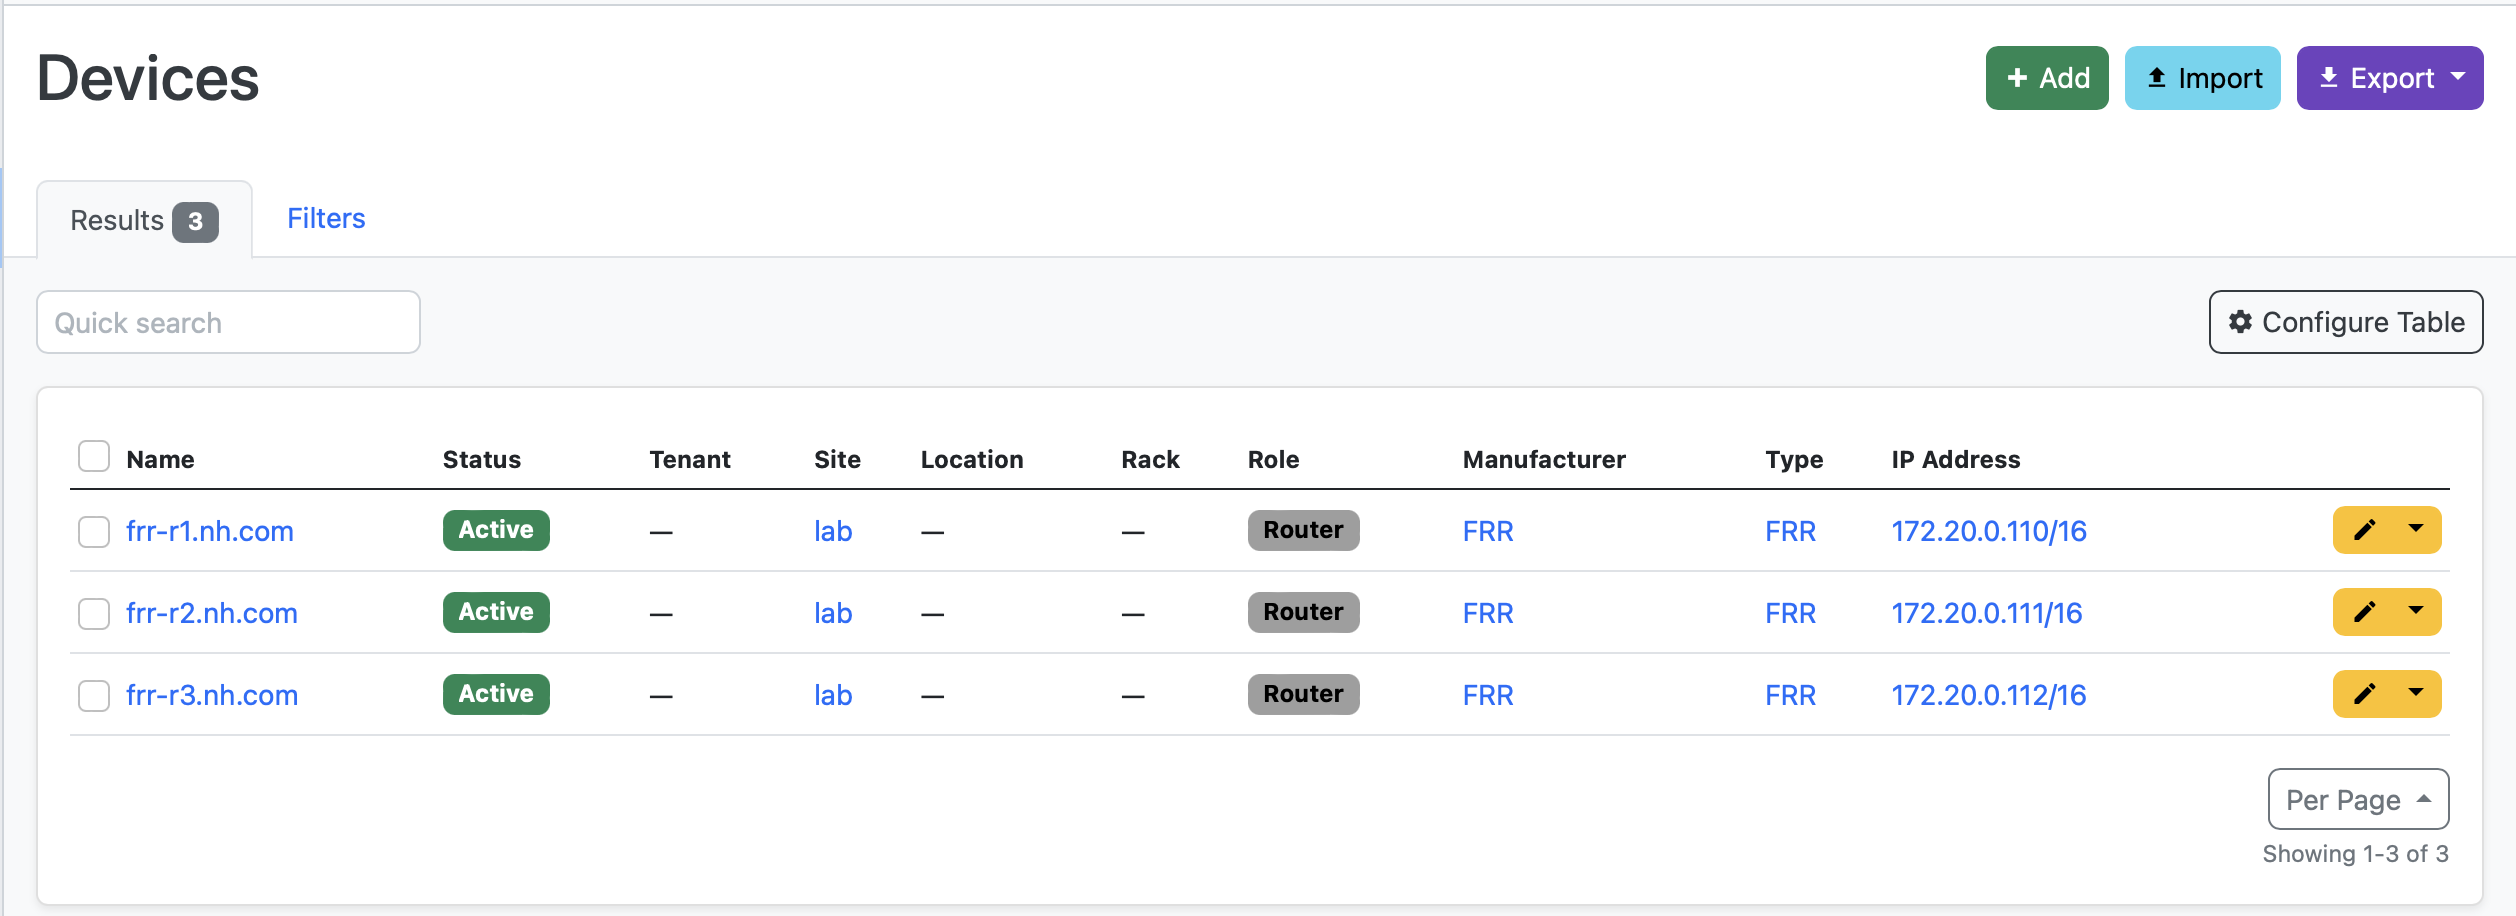 Devices
Add
Import
Export
Results 3
Filters
Quick search
Configure Table
Name Status Tenant Site Location Rack Role Manufacturer Type IP Address
frr-r1.nh.com Active — lab — — Router FRR FRR 172.20.0.110/16
frr-r2.nh.com Active — lab — — Router FRR FRR 172.20.0.111/16
frr-r3.nh.com Active — lab — — Router FRR FRR 172.20.0.112/16
Per Page
Showing 1-3 of 3